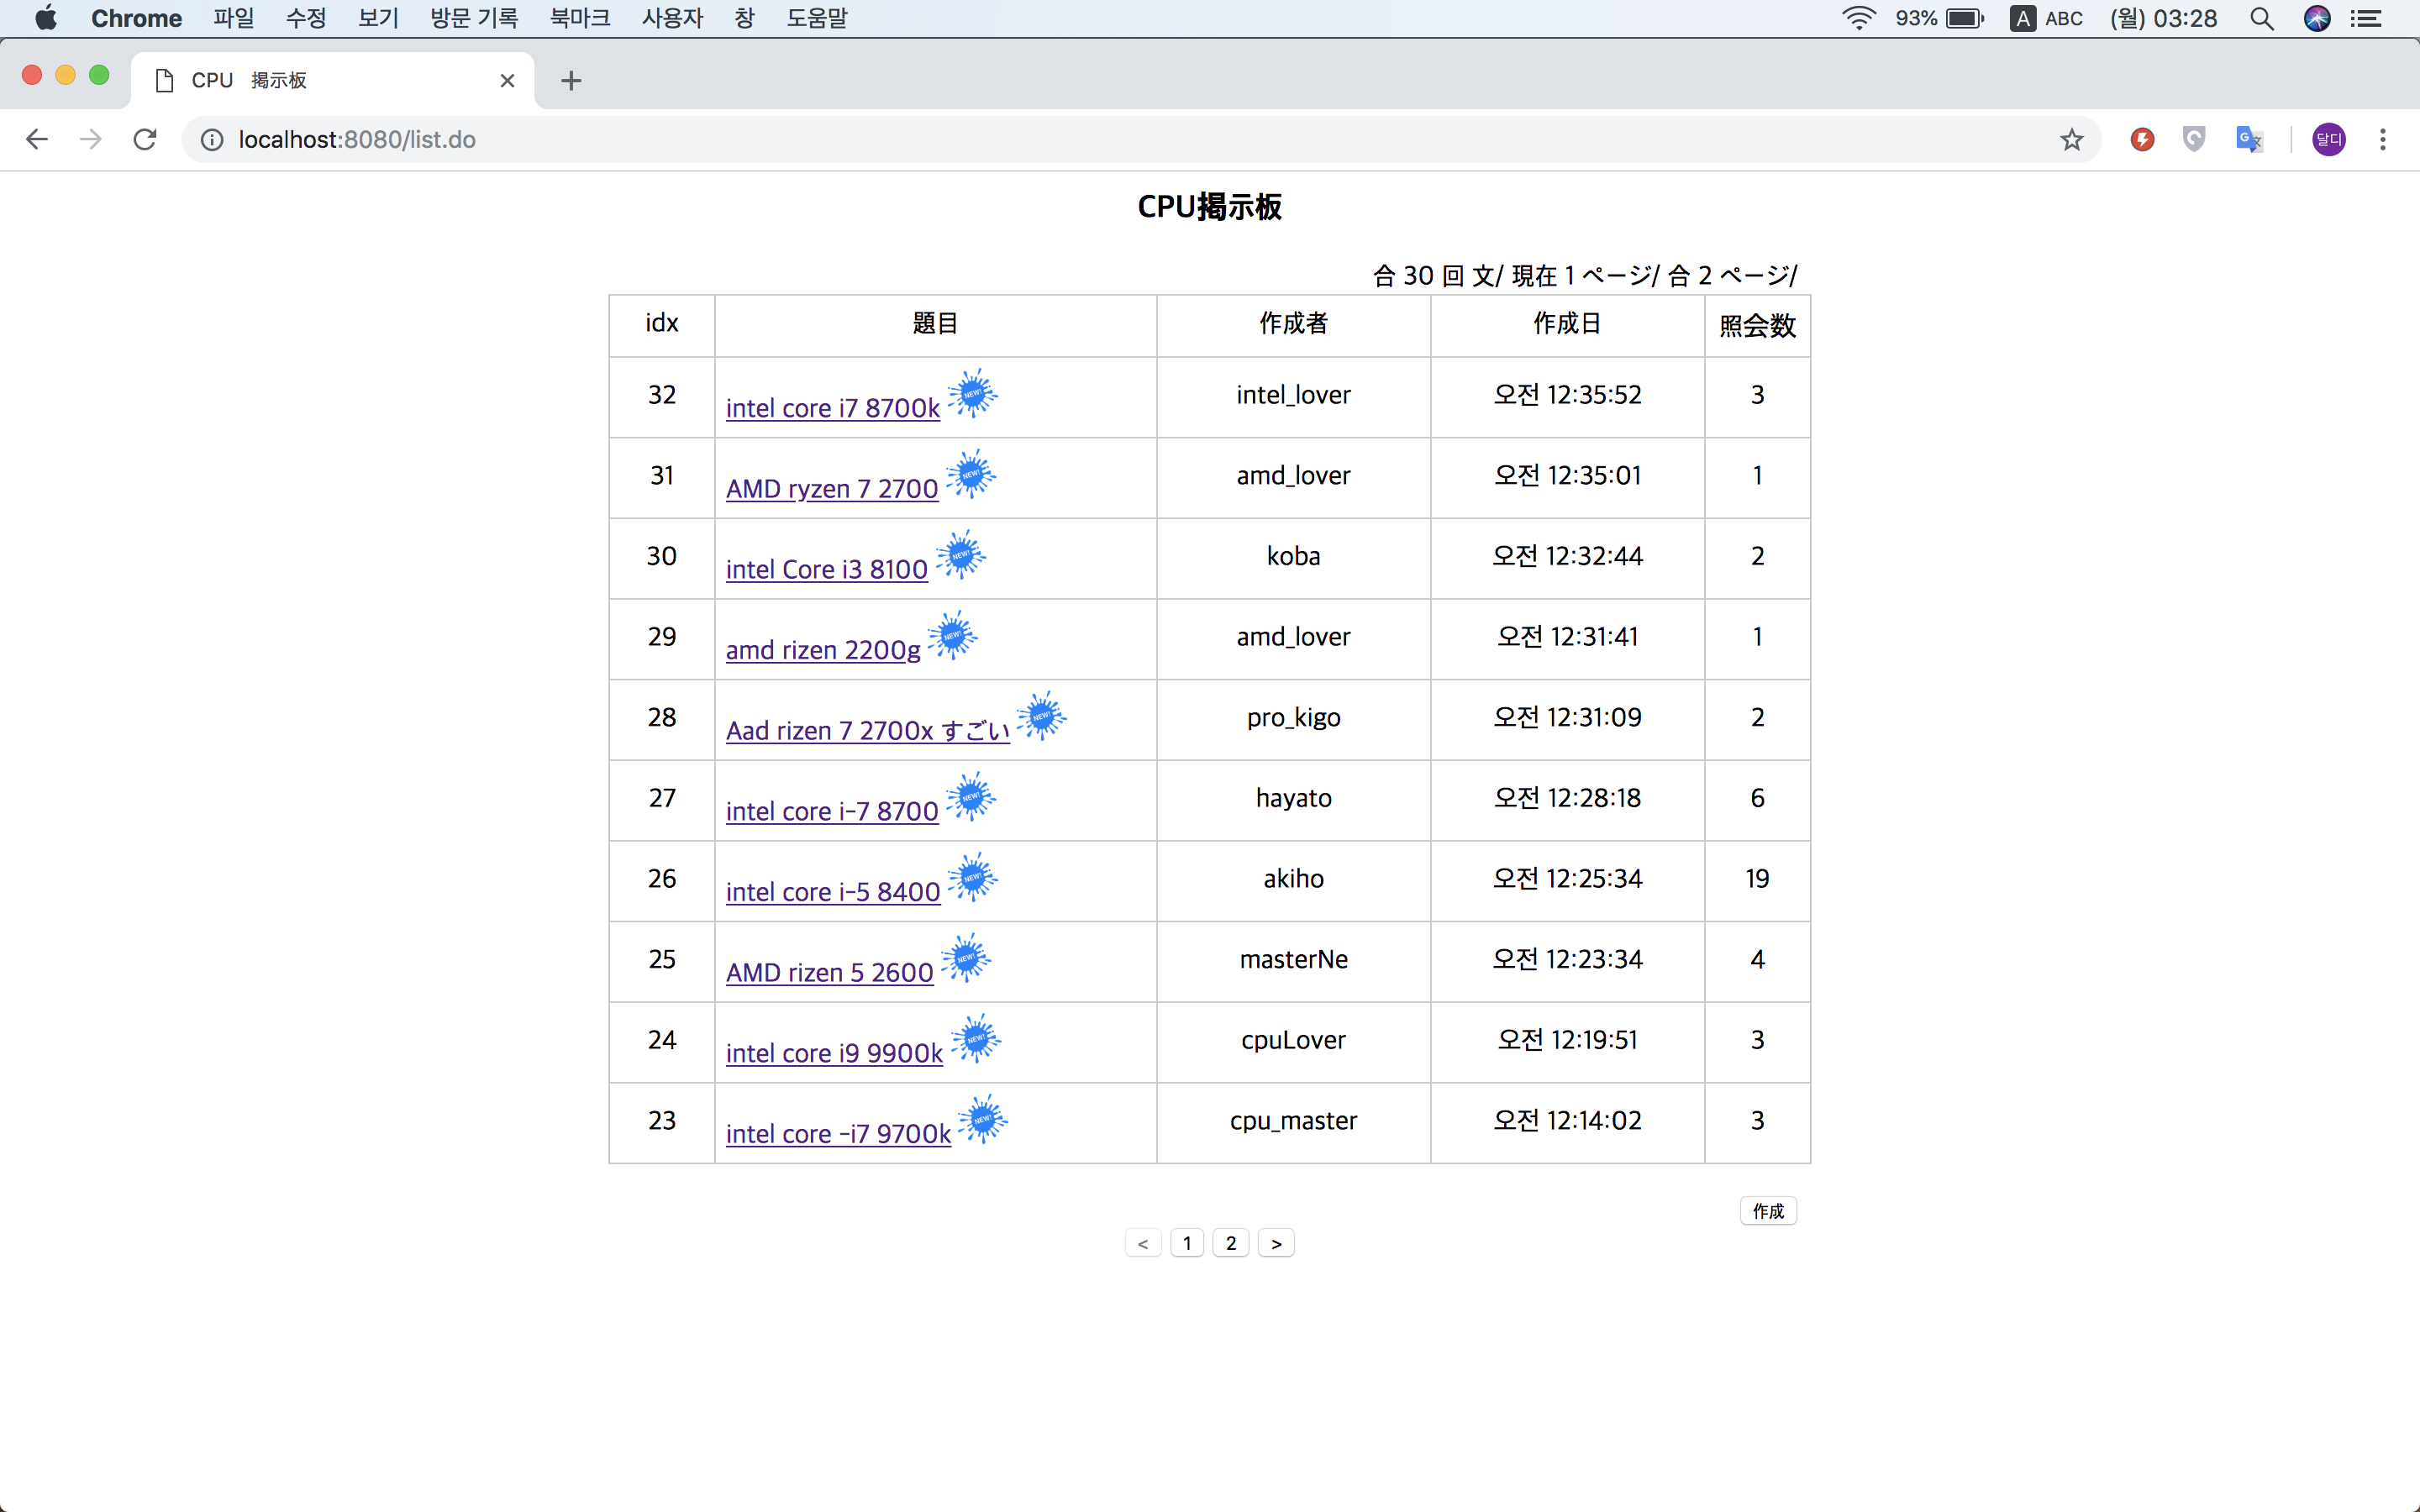 Chrome 파일 수정 보기 방문 기록 북마크 사용자 창 도움말 93% A ABC (월) 03:28
CPU 掲示板
localhost:8080/list.do 달디
CPU掲示板
合 30 回 文/ 現在 1 ページ/ 合 2 ページ/
idx 題目 作成者 作成日 照会数
32 intel core i7 8700k NEW! intel_lover 오전 12:35:52 3
31 AMD ryzen 7 2700 NEW! amd_lover 오전 12:35:01 1
30 intel Core i3 8100 NEW! koba 오전 12:32:44 2
29 amd rizen 2200g NEW! amd_lover 오전 12:31:41 1
28 Aad rizen 7 2700x すごい NEW! pro_kigo 오전 12:31:09 2
27 intel core i-7 8700 NEW! hayato 오전 12:28:18 6
26 intel core i-5 8400 NEW! akiho 오전 12:25:34 19
25 AMD rizen 5 2600 NEW! masterNe 오전 12:23:34 4
24 intel core i9 9900k NEW! cpuLover 오전 12:19:51 3
23 intel core -i7 9700k NEW! cpu_master 오전 12:14:02 3
作成
< 1 2 >